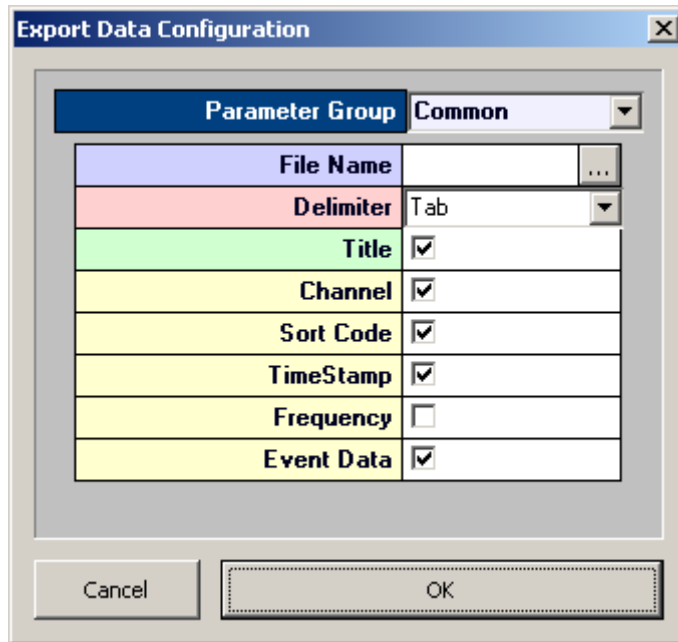 Export Data Configuration
Parameter Group Common
File Name ...
Delimiter Tab
Title
Channel
Sort Code
TimeStamp
Frequency
Event Data
Cancel OK